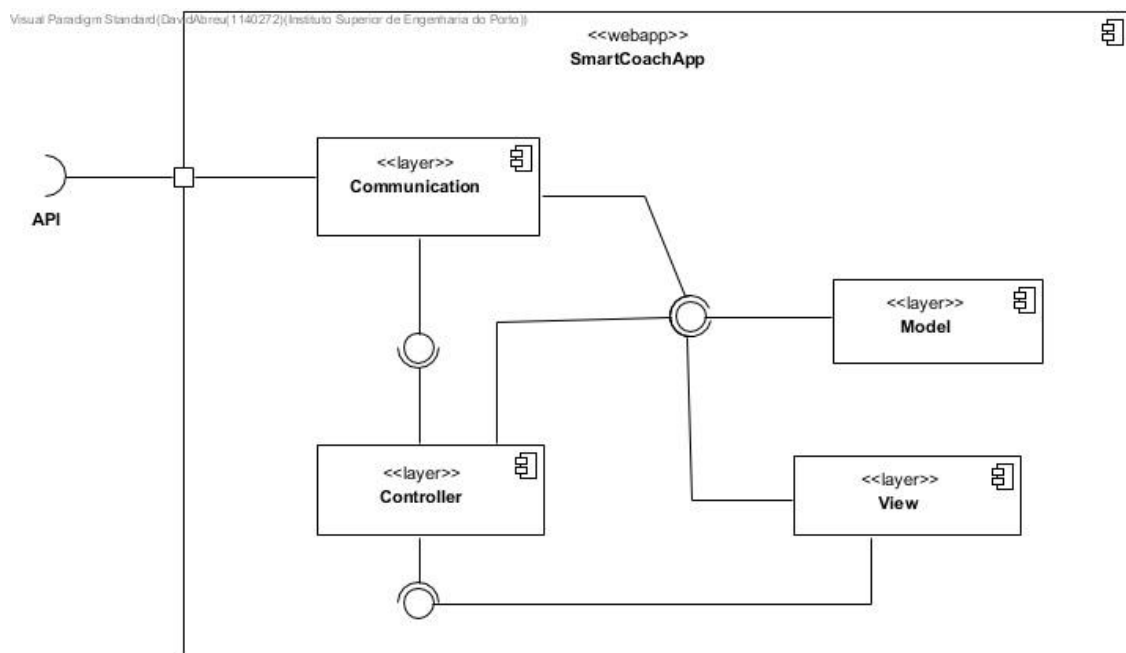 Visual Paradigm Standard(DavidAbreu(1140272)(Instituto Superior de Engenharia do Porto))
<<webapp>>
SmartCoachApp
<<layer>>
Communication
API
<<layer>>
Model
<<layer>>
Controller
<<layer>>
View